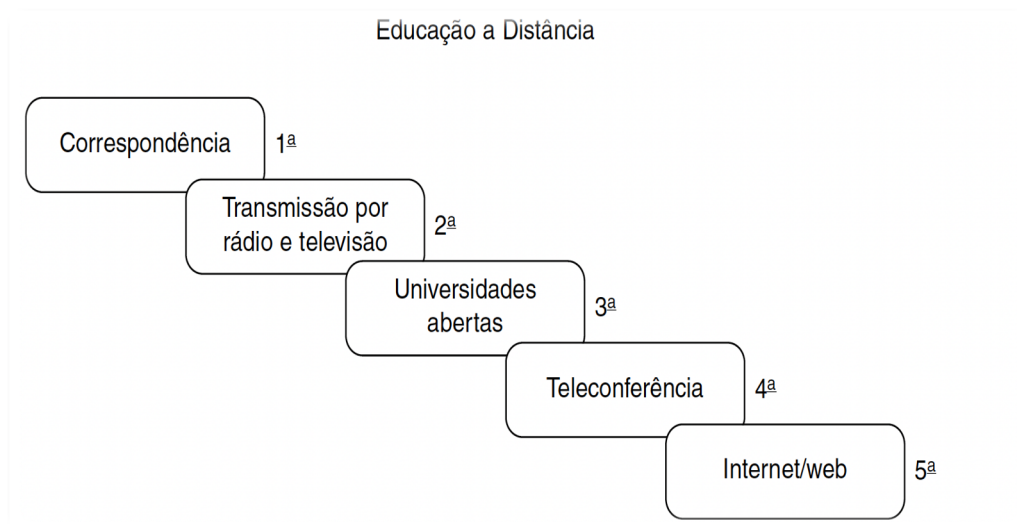 Educação a Distância
Correspondência 1ª
Transmissão por
rádio e televisão 2ª
Universidades
abertas 3ª
Teleconferência 4ª
Internet/web 5ª